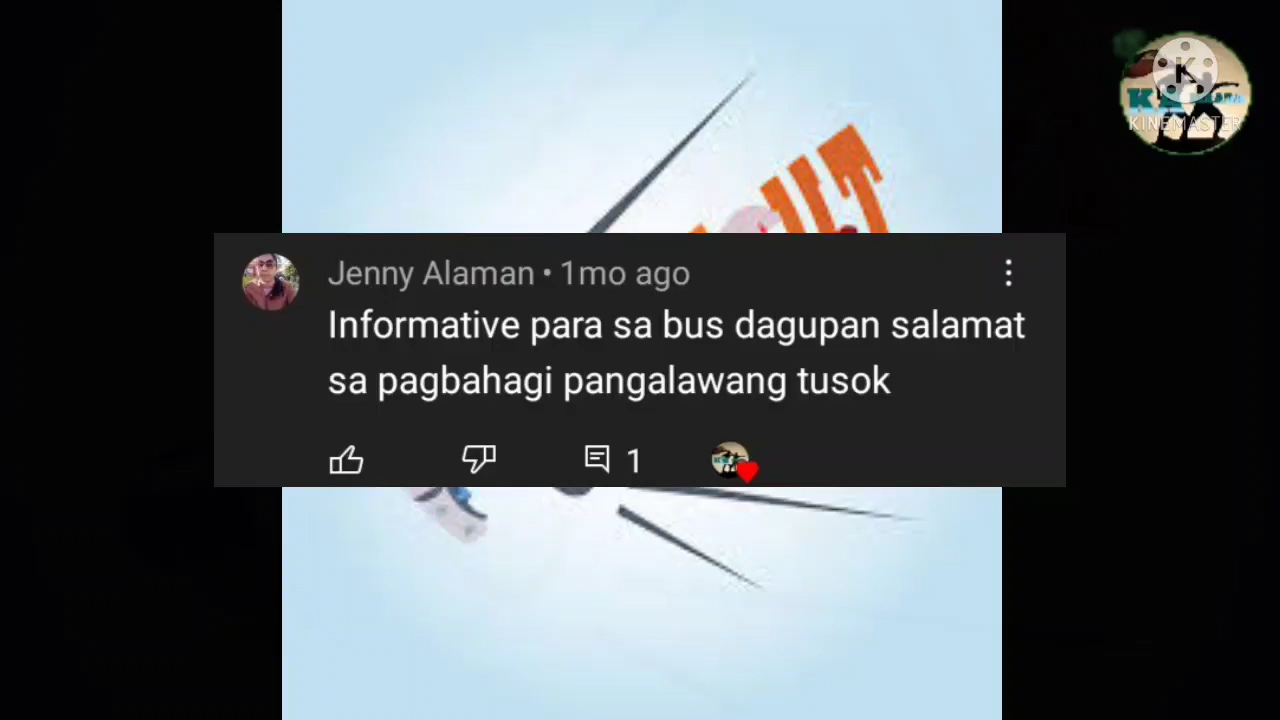 KINEMASTER
Jenny Alaman • 1mo ago
Informative para sa bus dagupan salamat
sa pagbahagi pangalawang tusok
1